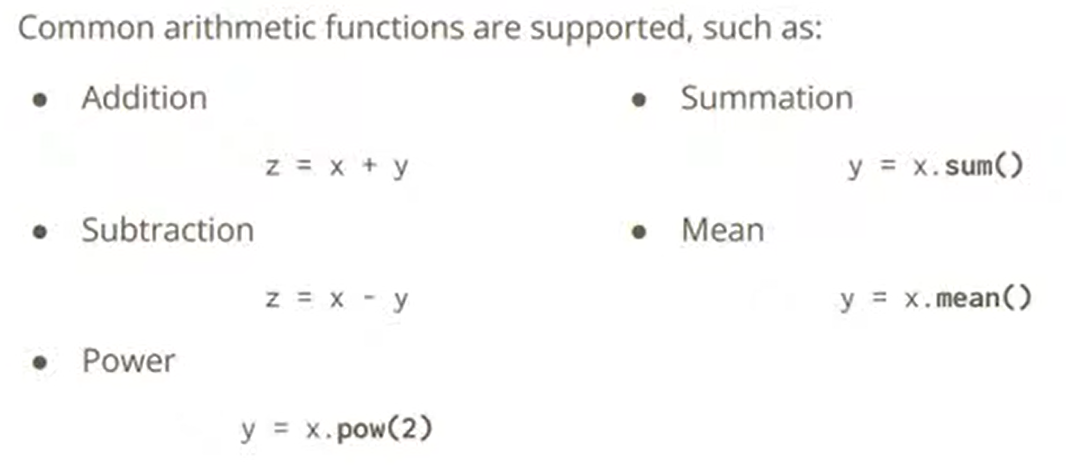 Common arithmetic functions are supported, such as:
• Addition
z = x + y
• Subtraction
z = x - y
• Power
y = x.pow(2)
• Summation
y = x.sum()
• Mean
y = x.mean()